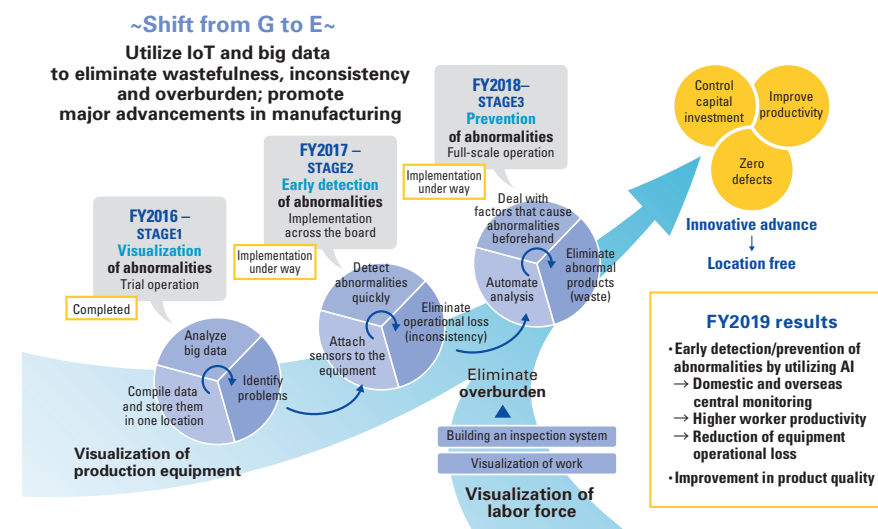 ~Shift from G to E~
Utilize IoT and big data
to eliminate wastefulness, inconsistency
and overburden; promote
major advancements in manufacturing
FY2016 –
STAGE1
Visualization
of abnormalities
Trial operation
Completed
Analyze
big data
Compile data
and store them
in one location
Identify
problems
Visualization of
production equipment
FY2017 –
STAGE2
Early detection
of abnormalities
Implementation
across the board
Implementation
under way
Detect
abnormalities
quickly
Attach
sensors to the
equipment
Eliminate
operational loss
(inconsistency)
FY2018–
STAGE3
Prevention
of abnormalities
Full-scale operation
Implementation
under way
Deal with
factors that cause
abnormalities
beforehand
Automate
analysis
Eliminate
abnormal
products
(waste)
Eliminate
overburden
Building an inspection system
Visualization of work
Visualization of
labor force
Control
capital
investment
Improve
productivity
Zero
defects
Innovative advance
↓
Location free
FY2019 results
・Early detection/prevention of
abnormalities by utilizing AI
→ Domestic and overseas
central monitoring
→ Higher worker productivity
→ Reduction of equipment
operational loss
・Improvement in product quality